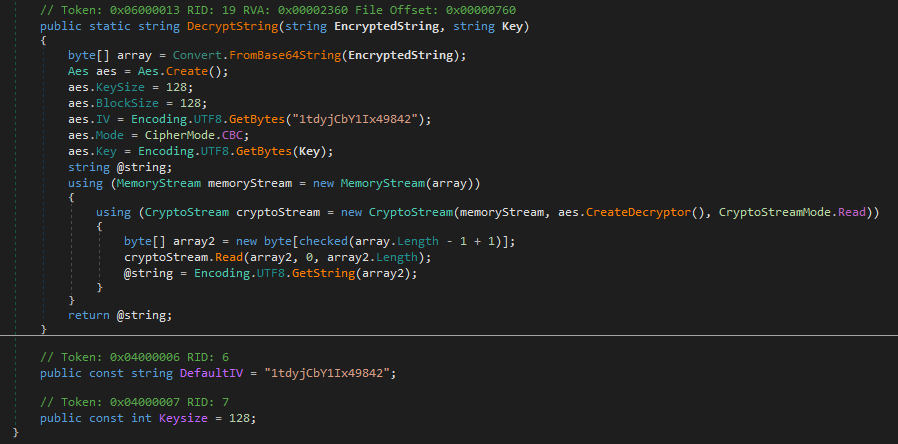 // Token: 0x06000013 RID: 19 RVA: 0x00002360 File Offset: 0x00000760
public static string DecryptString(string EncryptedString, string Key)
{
byte[] array = Convert.FromBase64String(EncryptedString);
Aes aes = Aes.Create();
aes.KeySize = 128;
aes.BlockSize = 128;
aes.IV = Encoding.UTF8.GetBytes("1tdyjCbY1Ix49842");
aes.Mode = CipherMode.CBC;
aes.Key = Encoding.UTF8.GetBytes(Key);
string @string;
using (MemoryStream memoryStream = new MemoryStream(array))
{
using (CryptoStream cryptoStream = new CryptoStream(memoryStream, aes.CreateDecryptor(), CryptoStreamMode.Read))
{
byte[] array2 = new byte[checked(array.Length - 1 + 1)];
cryptoStream.Read(array2, 0, array2.Length);
@string = Encoding.UTF8.GetString(array2);
}
}
return @string;
}
// Token: 0x04000006 RID: 6
public const string DefaultIV = "1tdyjCbY1Ix49842";
// Token: 0x04000007 RID: 7
public const int Keysize = 128;
}